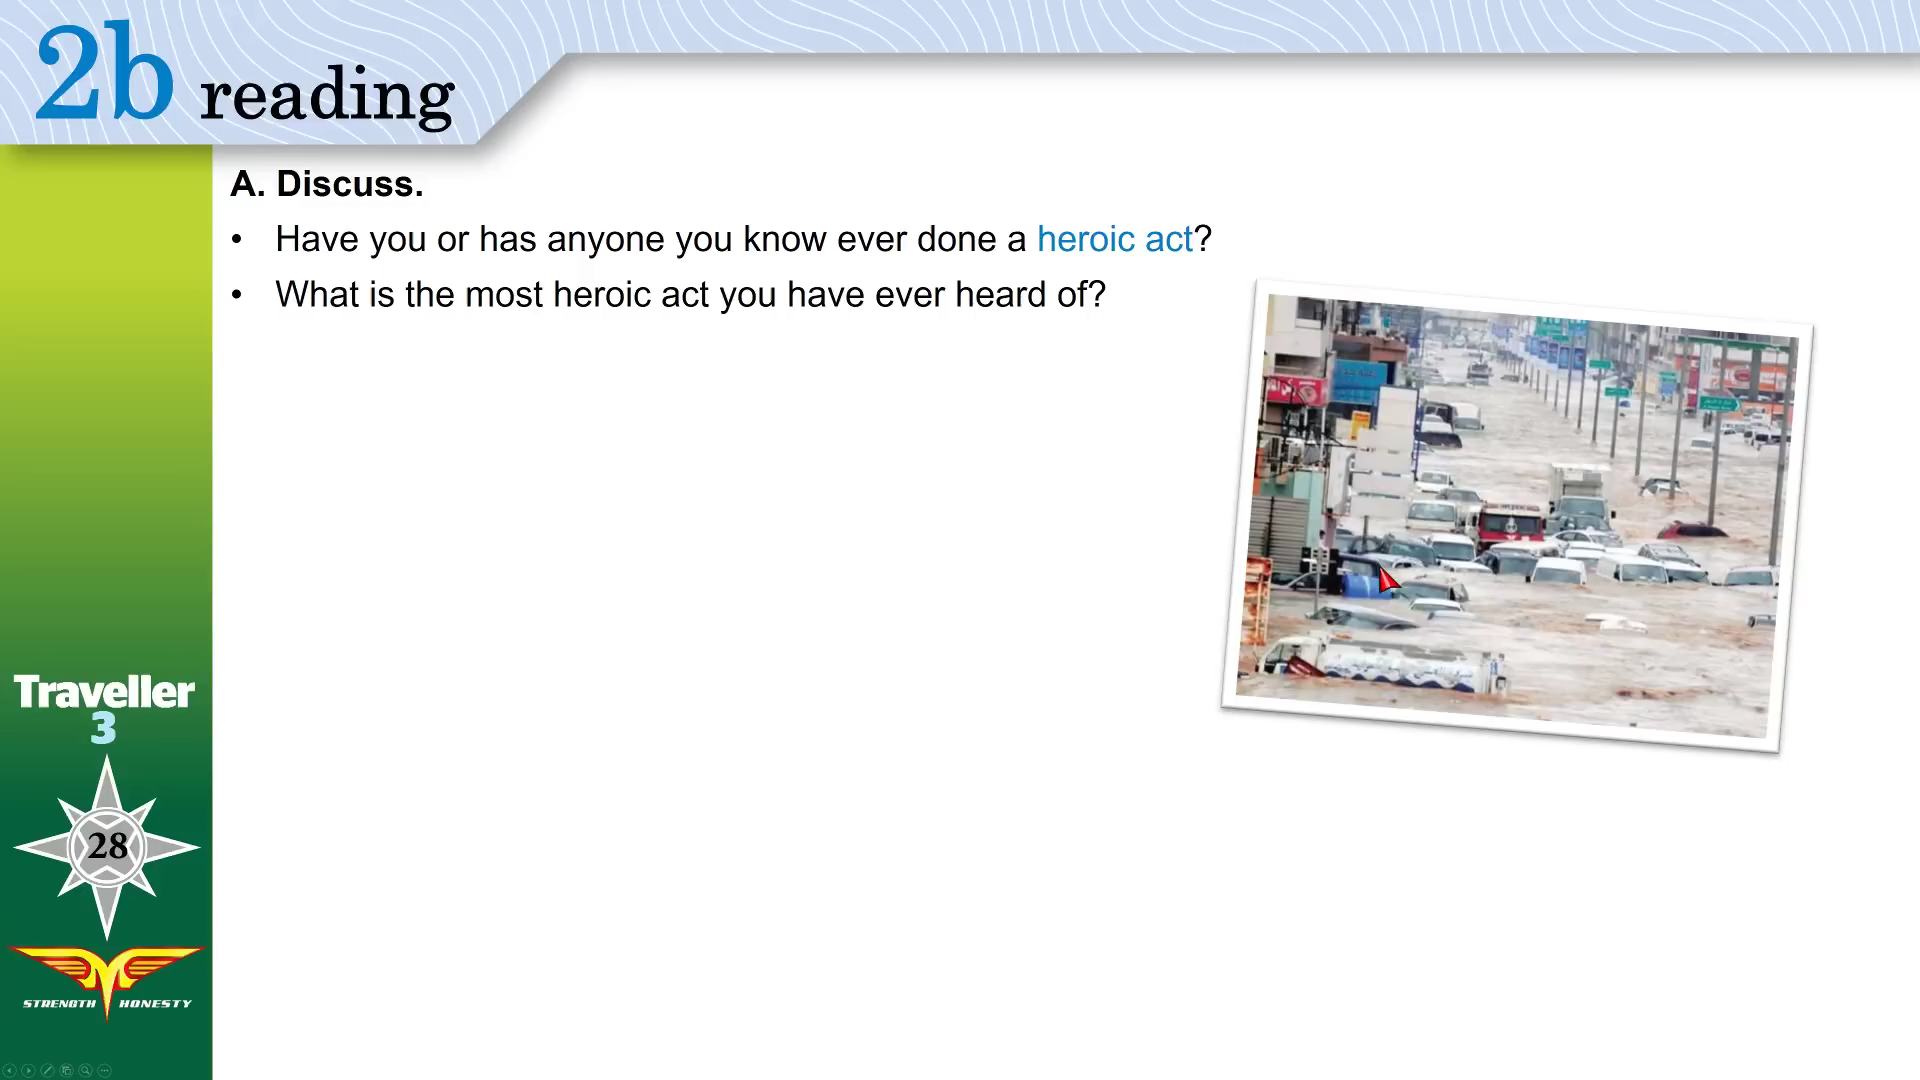 2b reading
A. Discuss.
• Have you or has anyone you know ever done a heroic act?
• What is the most heroic act you have ever heard of?
Traveller
3
28
STRENGTH HONESTY